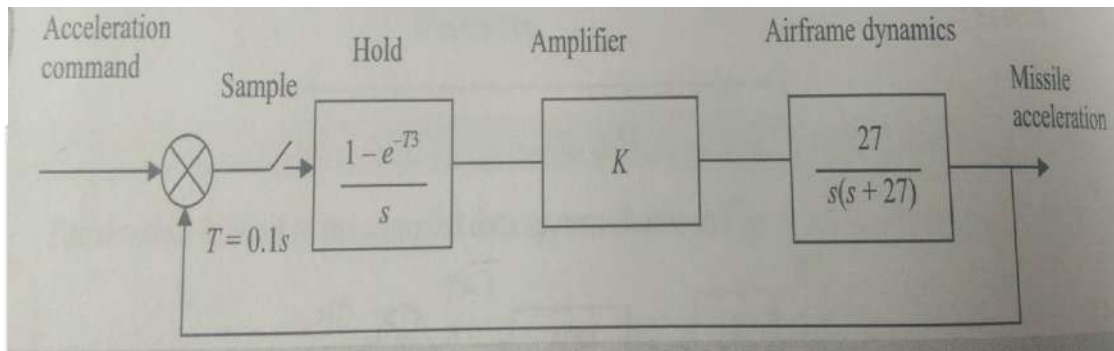 Acceleration
command
Sample
Hold
Amplifier
Airframe dynamics
Missile
acceleration
1 – e^–T3
s
K
27
s(s + 27)
T = 0.1s